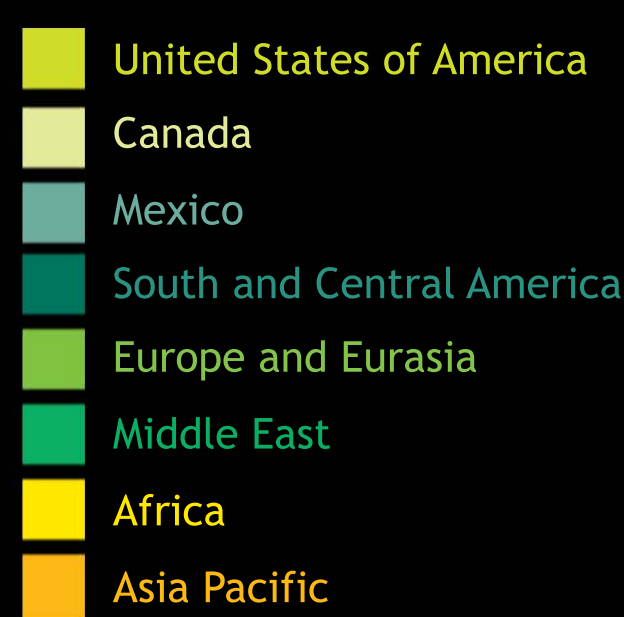 United States of America
Canada
Mexico
South and Central America
Europe and Eurasia
Middle East
Africa
Asia Pacific